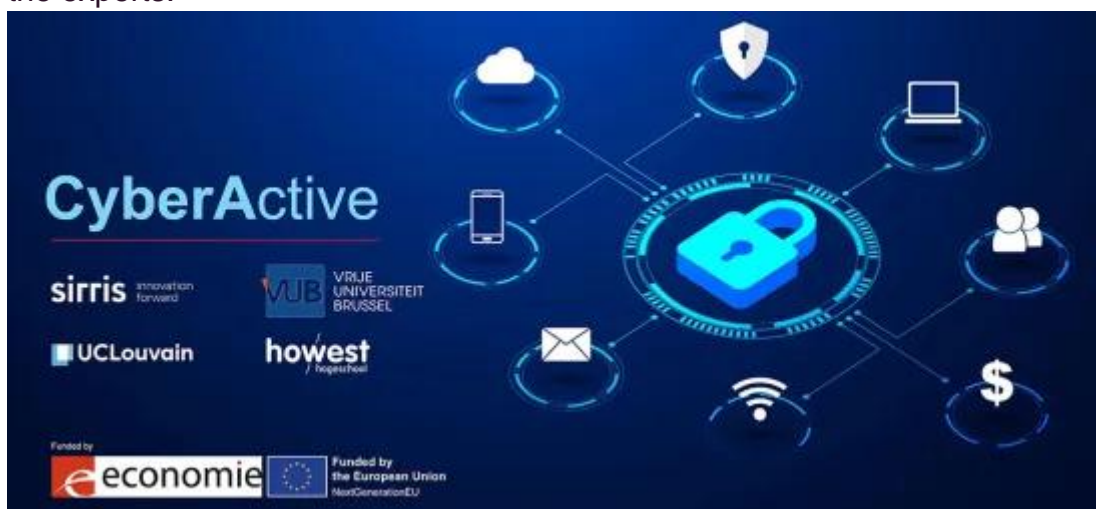 CyberActive
sirris innovation forward
VUB VRIJE UNIVERSITEIT BRUSSEL
UCLouvain
howest
hogeschool
Funded by
economie
Funded by
the European Union
NextGenerationEU
$